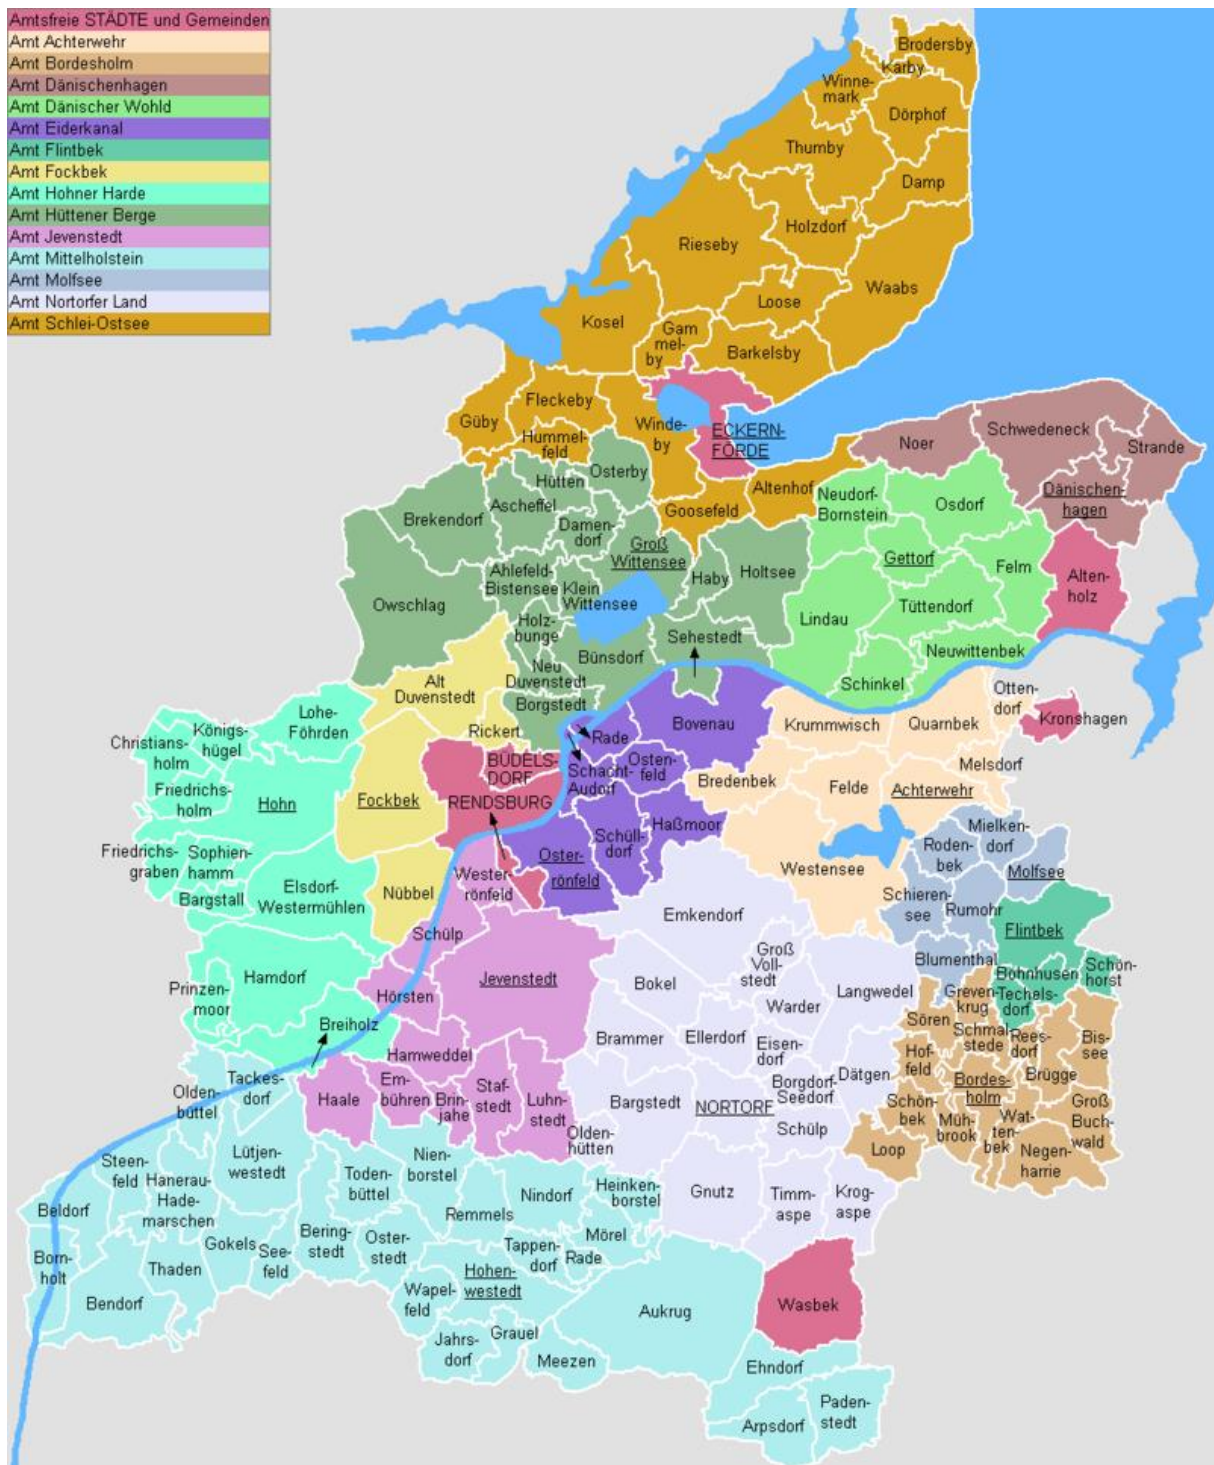 Amtsfreie STÄDTE und Gemeinden
Amt Achterwehr
Amt Bordesholm
Amt Dänischenhagen
Amt Dänischer Wohld
Amt Eiderkanal
Amt Flintbek
Amt Fockbek
Amt Hohner Harde
Amt Hüttener Berge
Amt Jevenstedt
Amt Mittelholstein
Amt Molfsee
Amt Nortorfer Land
Amt Schlei-Ostsee
Brodersby
Karby
Winne-
mark
Dörphof
Thumby
Damp
Holzdorf
Rieseby
Waabs
Loose
Kosel
Gam
mel-
by
Barkelsby
Fleckeby
Güby
Winde-
by
ECKERN-
FÖRDE
Hummel-
feld
Noer
Schwedeneck
Strande
Dänischen-
hagen
Osterby
Hütten
Altenhof
Goosefeld
Neudorf-
Bornstein
Osdorf
Ascheffel
Brekendorf
Damen-
dorf
Groß
Wittensee
Gettorf
Felm
Alten-
holz
Haby
Holtsee
Ahlefeld-
Bistensee
Klein
Wittensee
Owschlag
Tüttendorf
Lindau
Holz-
bunge
Sehestedt
Neuwittenbek
Bünsdorf
Neu
Duvenstedt
Schinkel
Alt
Duvenstedt
Borgstedt
Rickert
Otten-
dorf
Kronshagen
Lohe-
Föhrden
Königs-
hügel
Christians-
holm
Friedrichs-
holm
Hohn
Fockbek
BÜDELS-
DORF
RENDSBURG
Rade
Schacht-
Audorf
Bovenau
Osten-
feld
Krummwisch
Quarnbek
Melsdorf
Bredenbek
Felde
Achterwehr
Haßmoor
Schüll-
dorf
Oster-
rönfeld
Mielken-
dorf
Roden-
bek
Molfsee
Westensee
Friedrichs-
graben
Sophien-
hamm
Bargstall
Elsdorf-
Westermühlen
Nübbel
Wester-
rönfeld
Schieren-
see
Rumohr
Flintbek
Emkendorf
Schülp
Blumenthal
Bohnhusen
Schön-
horst
Techels-
dorf
Hamdorf
Prinzen-
moor
Jevenstedt
Hörsten
Bokel
Groß
Voll-
stedt
Warder
Langwedel
Greven-
krug
Sören
Schmal-
stede
Rees-
dorf
Bis-
see
Breiholz
Hamweddel
Brammer
Ellerdorf
Eisen-
dorf
Hof-
feld
Bordes-
holm
Brügge
Dätgen
Borgdorf-
Seedorf
Olden-
büttel
Tackes-
dorf
Haale
Em-
bühren
Brin-
jahe
Staf-
stedt
Luhn-
stedt
Bargstedt
NORTORF
Schön-
bek
Müh-
brook
Wat-
ten-
bek
Groß
Buch-
wald
Negen-
harrie
Loop
Olden-
hütten
Schülp
Steen-
feld
Hanerau-
Hade-
marschen
Lütjen-
westedt
Toden-
büttel
Nien-
borstel
Nindorf
Heinken-
borstel
Gnutz
Timm-
aspe
Krog-
aspe
Beldorf
Remmels
Mörel
Born-
holt
Gokels
See-
feld
Bering-
stedt
Oster-
stedt
Tappen-
dorf
Rade
Thaden
Hohen-
westedt
Wapel-
feld
Bendorf
Aukrug
Wasbek
Jahrs-
dorf
Grauel
Meezen
Ehndorf
Arpsdorf
Paden-
stedt